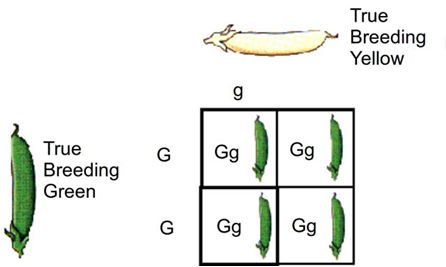 True
Breeding
Yellow
g
True
Breeding
Green
G
Gg Gg
G
Gg Gg